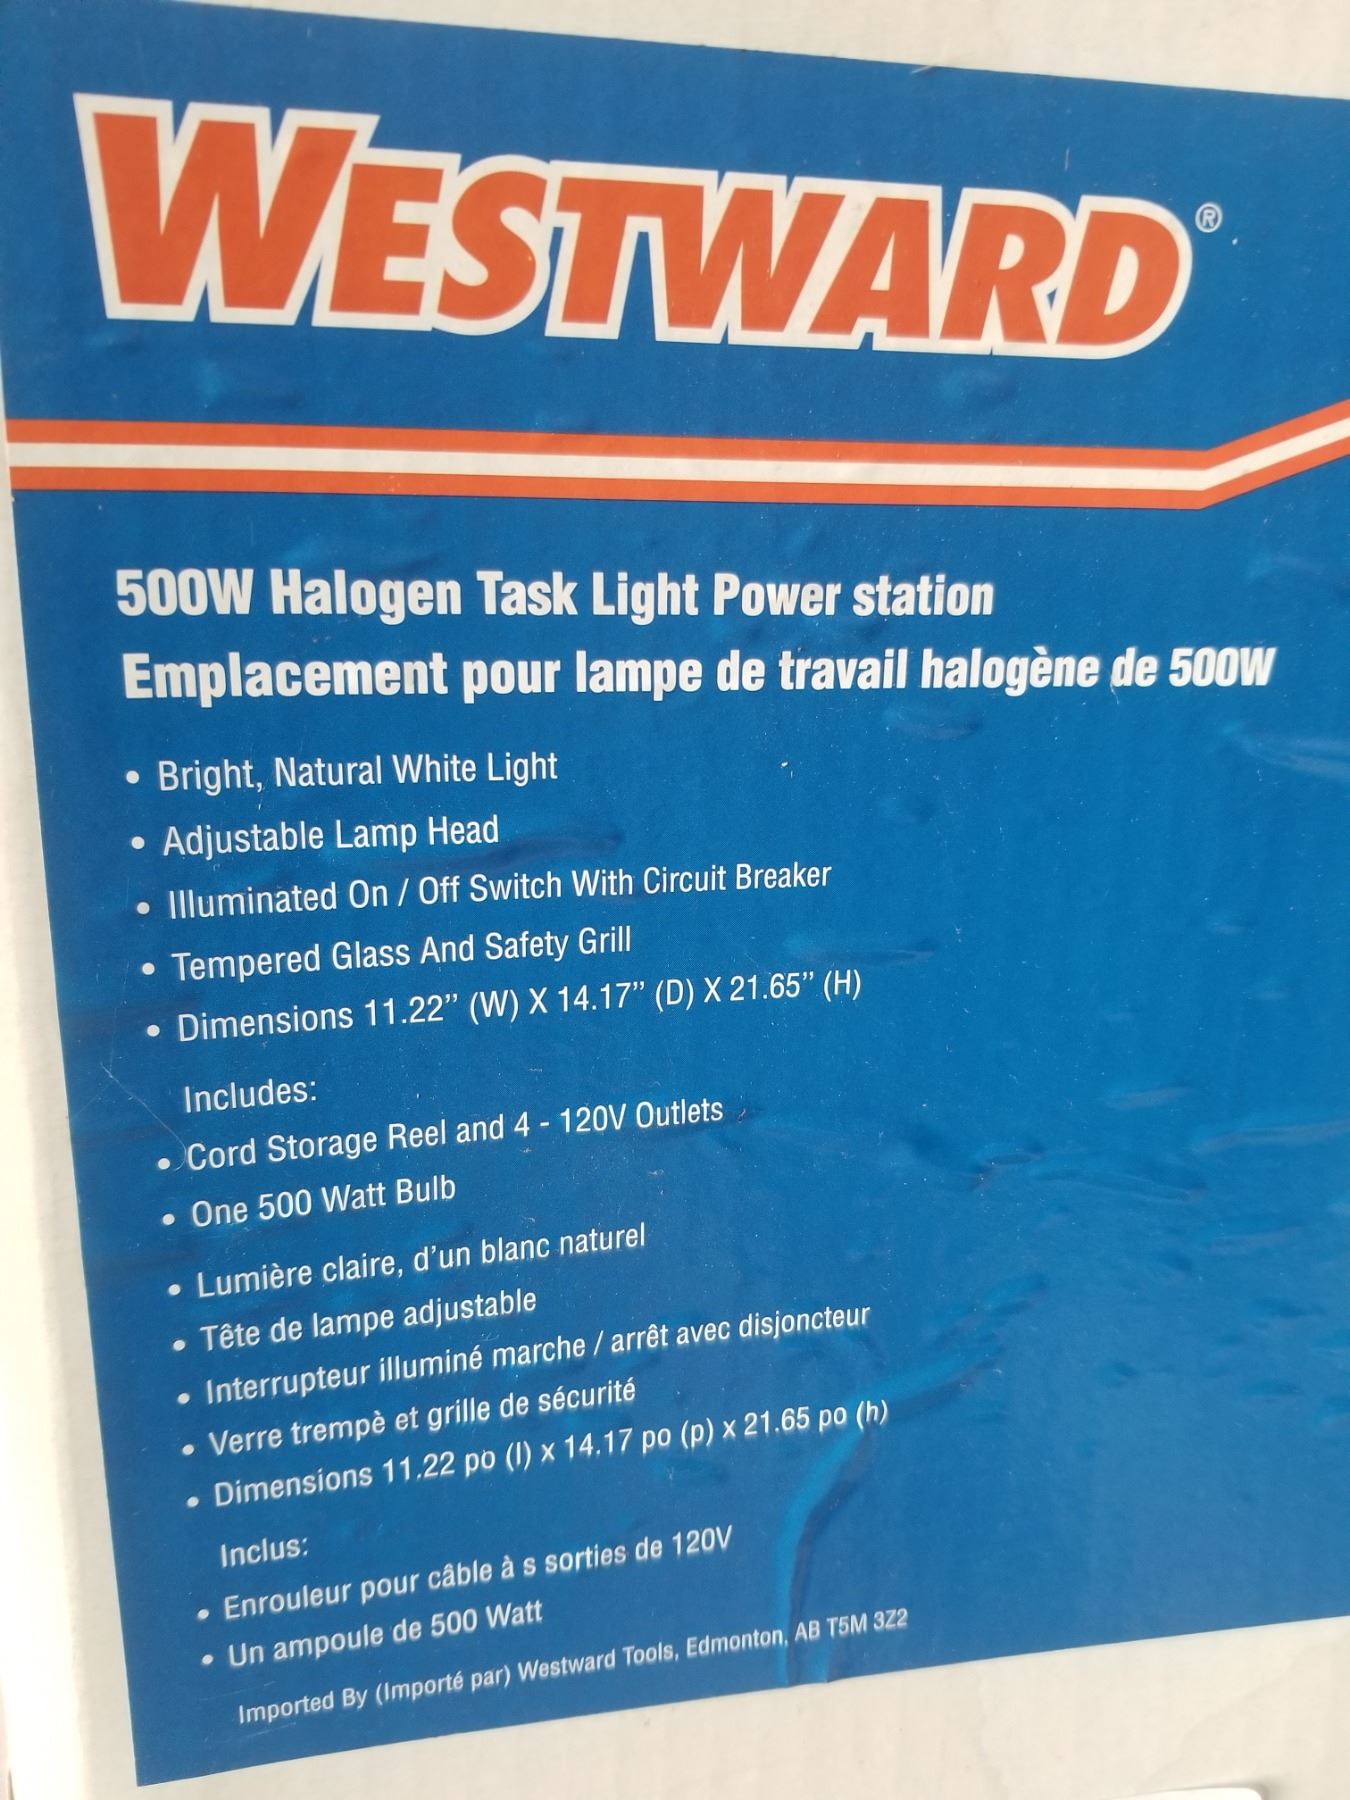 WESTWARD®
500W Halogen Task Light Power station
Emplacement pour lampe de travail halogène de 500W
• Bright, Natural White Light
• Adjustable Lamp Head
• Illuminated On / Off Switch With Circuit Breaker
• Tempered Glass And Safety Grill
• Dimensions 11.22” (W) X 14.17” (D) X 21.65” (H)
Includes:
• Cord Storage Reel and 4 - 120V Outlets
• One 500 Watt Bulb
• Lumière claire, d’un blanc naturel
• Tête de lampe adjustable
• Interrupteur illuminé marche / arrêt avec disjoncteur
• Verre trempè et grille de sécurité
• Dimensions 11.22 po (l) x 14.17 po (p) x 21.65 po (h)
Inclus:
• Enrouleur pour câble à s sorties de 120V
• Un ampoule de 500 Watt
Imported By (Importé par) Westward Tools, Edmonton, AB T5M 3Z2